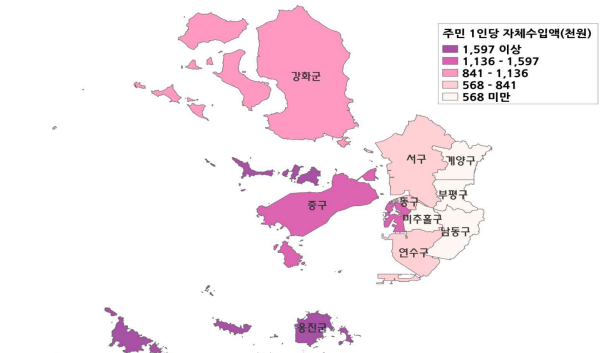 주민 1인당 자체수입액(천원)
1,597 이상
1,136 - 1,597
841 - 1,136
568 - 841
568 미만
강화군
서구
계양구
부평구
중구
동구
미추홀구
남동구
연수구
옹진군